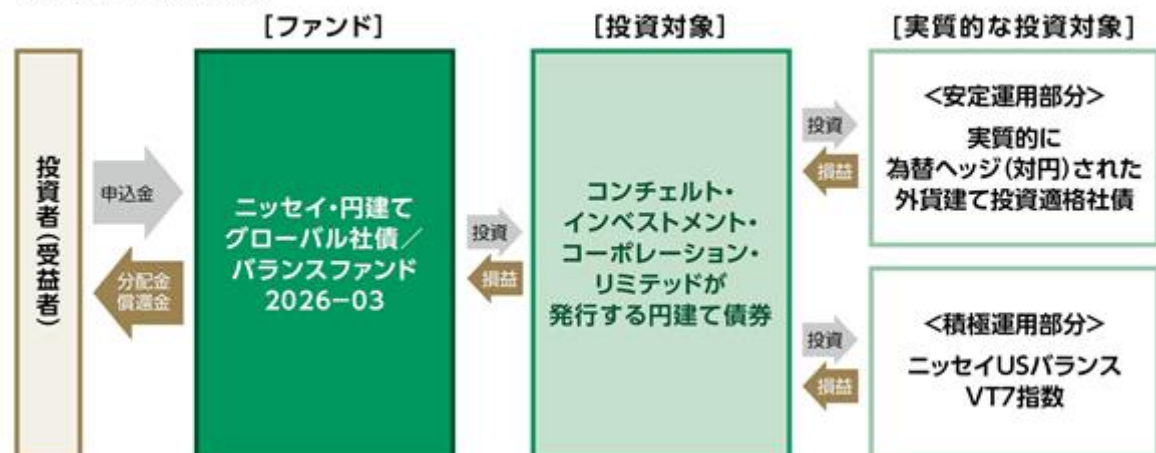 [ファンド]
[投資対象]
[実質的な投資対象]
投資者(受益者)
申込金
分配金
償還金
ニッセイ・円建て
グローバル社債／
バランスファンド
2026－03
投資
損益
コンチェルト・
インベストメント・
コーポレーション・
リミテッドが
発行する円建て債券
投資
損益
＜安定運用部分＞
実質的に
為替ヘッジ(対円)された
外貨建て投資適格社債
投資
損益
＜積極運用部分＞
ニッセイUSバランス
VT7指数